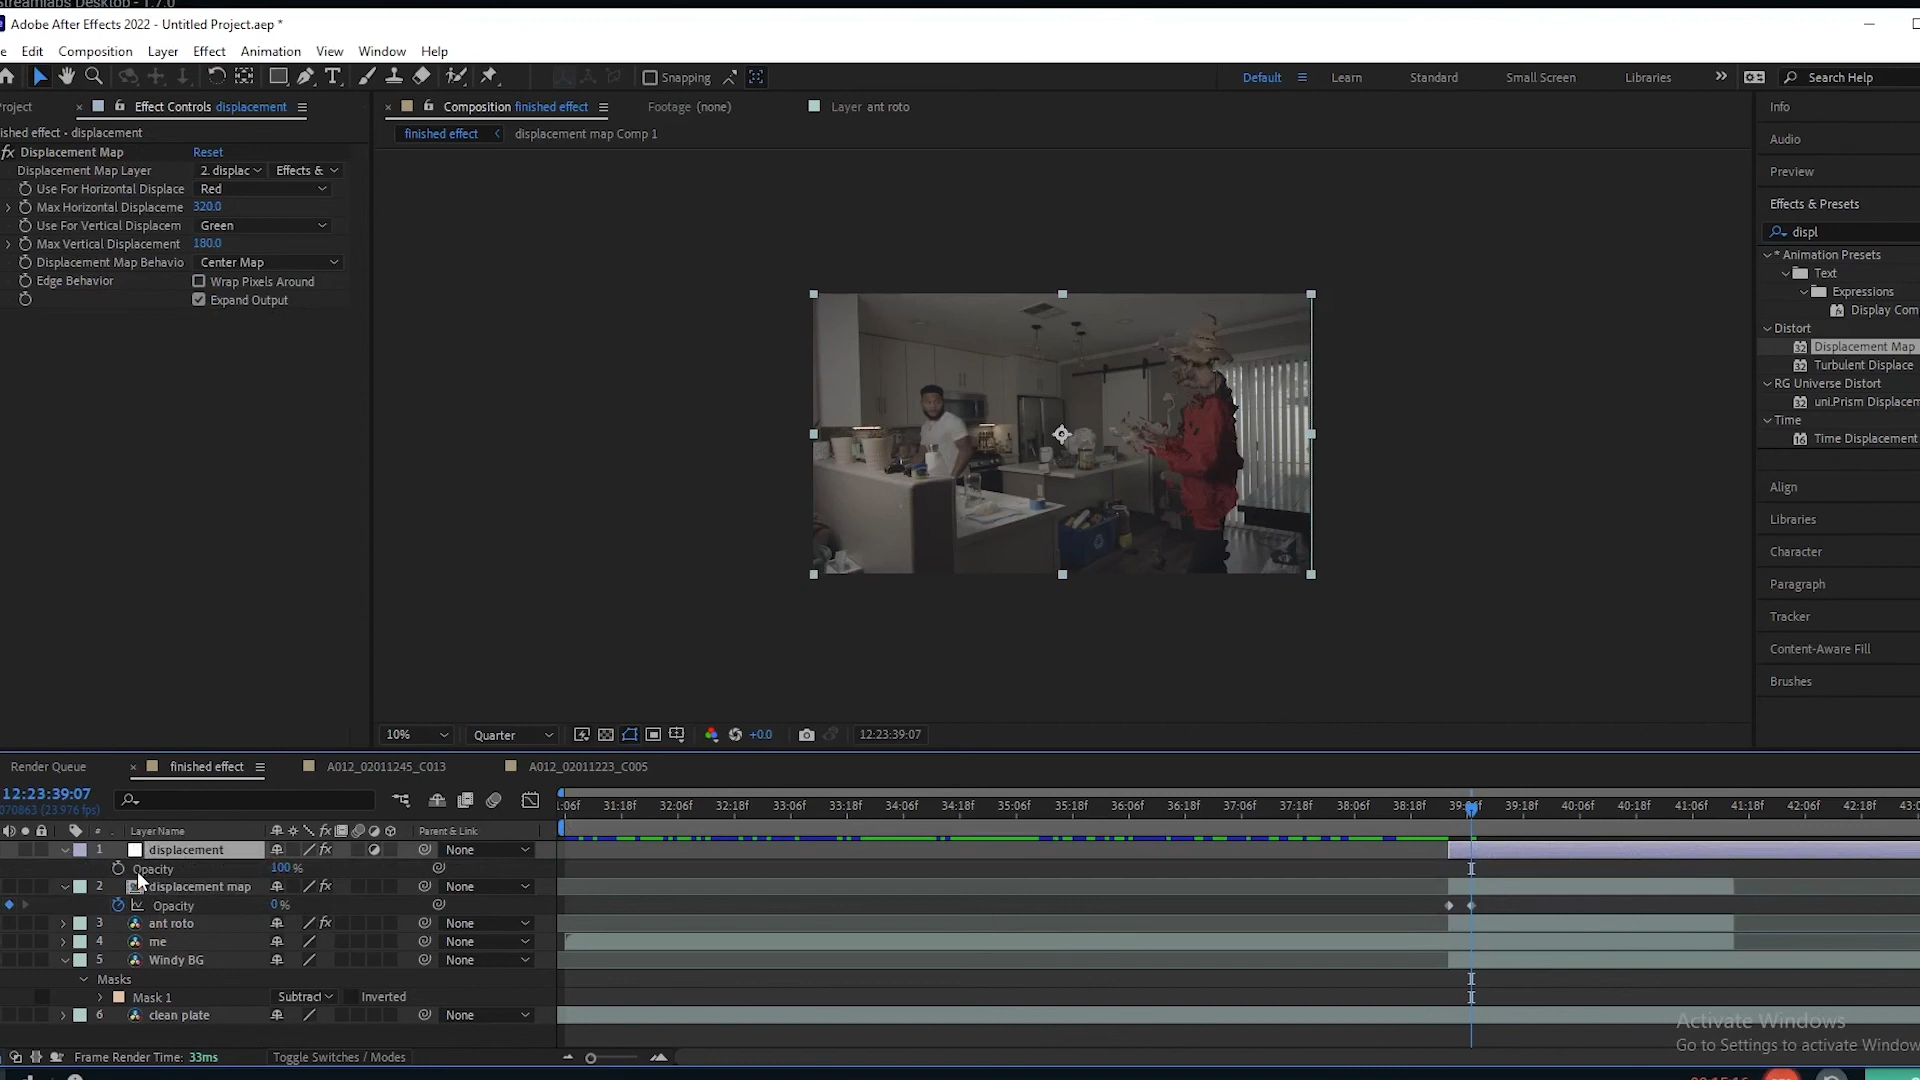 Streamlabs Desktop - 1.7.0
Adobe After Effects 2022 - Untitled Project.aep *
e Edit Composition Layer Effect Animation View Window Help
Snapping Default Learn Standard Small Screen Libraries Search Help
roject Effect Controls displacement Composition finished effect Footage (none) Layer ant roto Info
ished effect • displacement finished effect displacement map Comp 1 Audio
fx Displacement Map Reset
Displacement Map Layer 2. displac Effects & Preview
Use For Horizontal Displace Red
Max Horizontal Displaceme 320.0 Effects & Presets
Use For Vertical Displacem Green displ
Max Vertical Displacement 180.0
Displacement Map Behavio Center Map * Animation Presets
Edge Behavior Wrap Pixels Around Text
Expand Output Expressions
Display Com
Distort
Displacement Map
Turbulent Displace
RG Universe Distort
uni.Prism Displacem
Time
Time Displacement
Align
Libraries
Character
Paragraph
Tracker
Content-Aware Fill
Brushes
10% Quarter +0.0 12:23:39:07
Render Queue finished effect A012_02011245_C013 A012_02011223_C005
12:23:39:07
070863 (23.976 fps)
:06f 31:18f 32:06f 32:18f 33:06f 33:18f 34:06f 34:18f 35:06f 35:18f 36:06f 36:18f 37:06f 37:18f 38:06f 38:18f 39:06f 39:18f 40:06f 40:18f 41:06f 41:18f 42:06f 42:18f 43:0
# Layer Name fx Parent & Link
1 displacement fx None
Opacity 100 %
2 displacement map fx None
Opacity 0 %
3 ant roto fx None
4 me None
5 Windy BG None
Masks
Mask 1 Subtract Inverted
6 clean plate None
Activate Windows
Go to Settings to activate Window
Frame Render Time: 33ms Toggle Switches / Modes